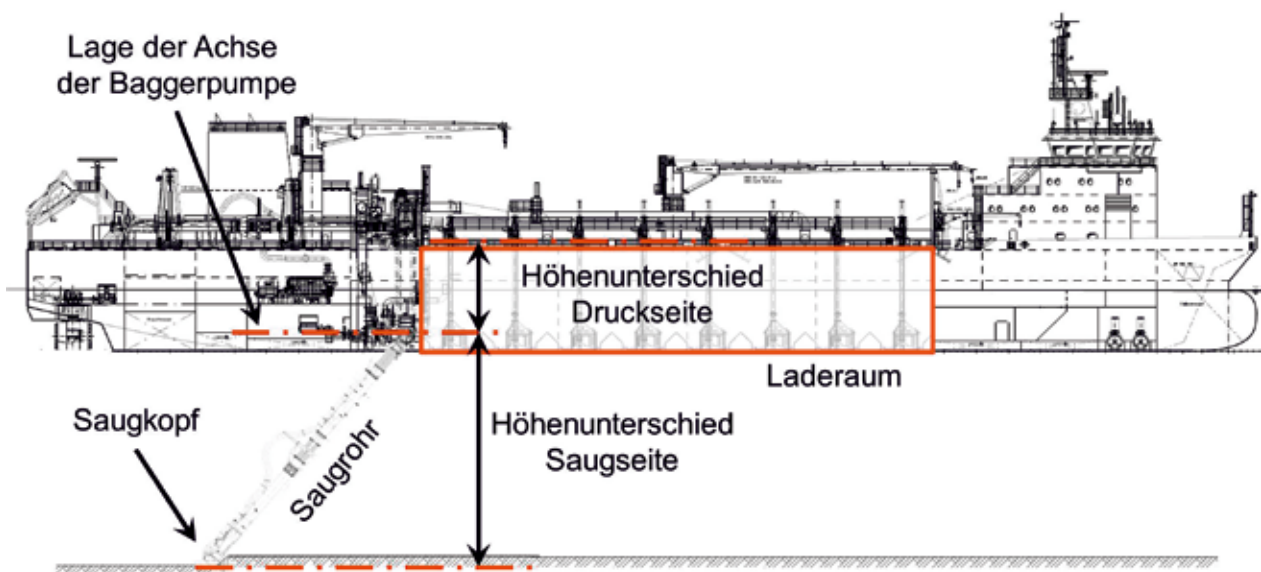 Lage der Achse
der Baggerpumpe
Höhenunterschied
Druckseite
Laderaum
Saugkopf
Saugrohr
Höhenunterschied
Saugseite